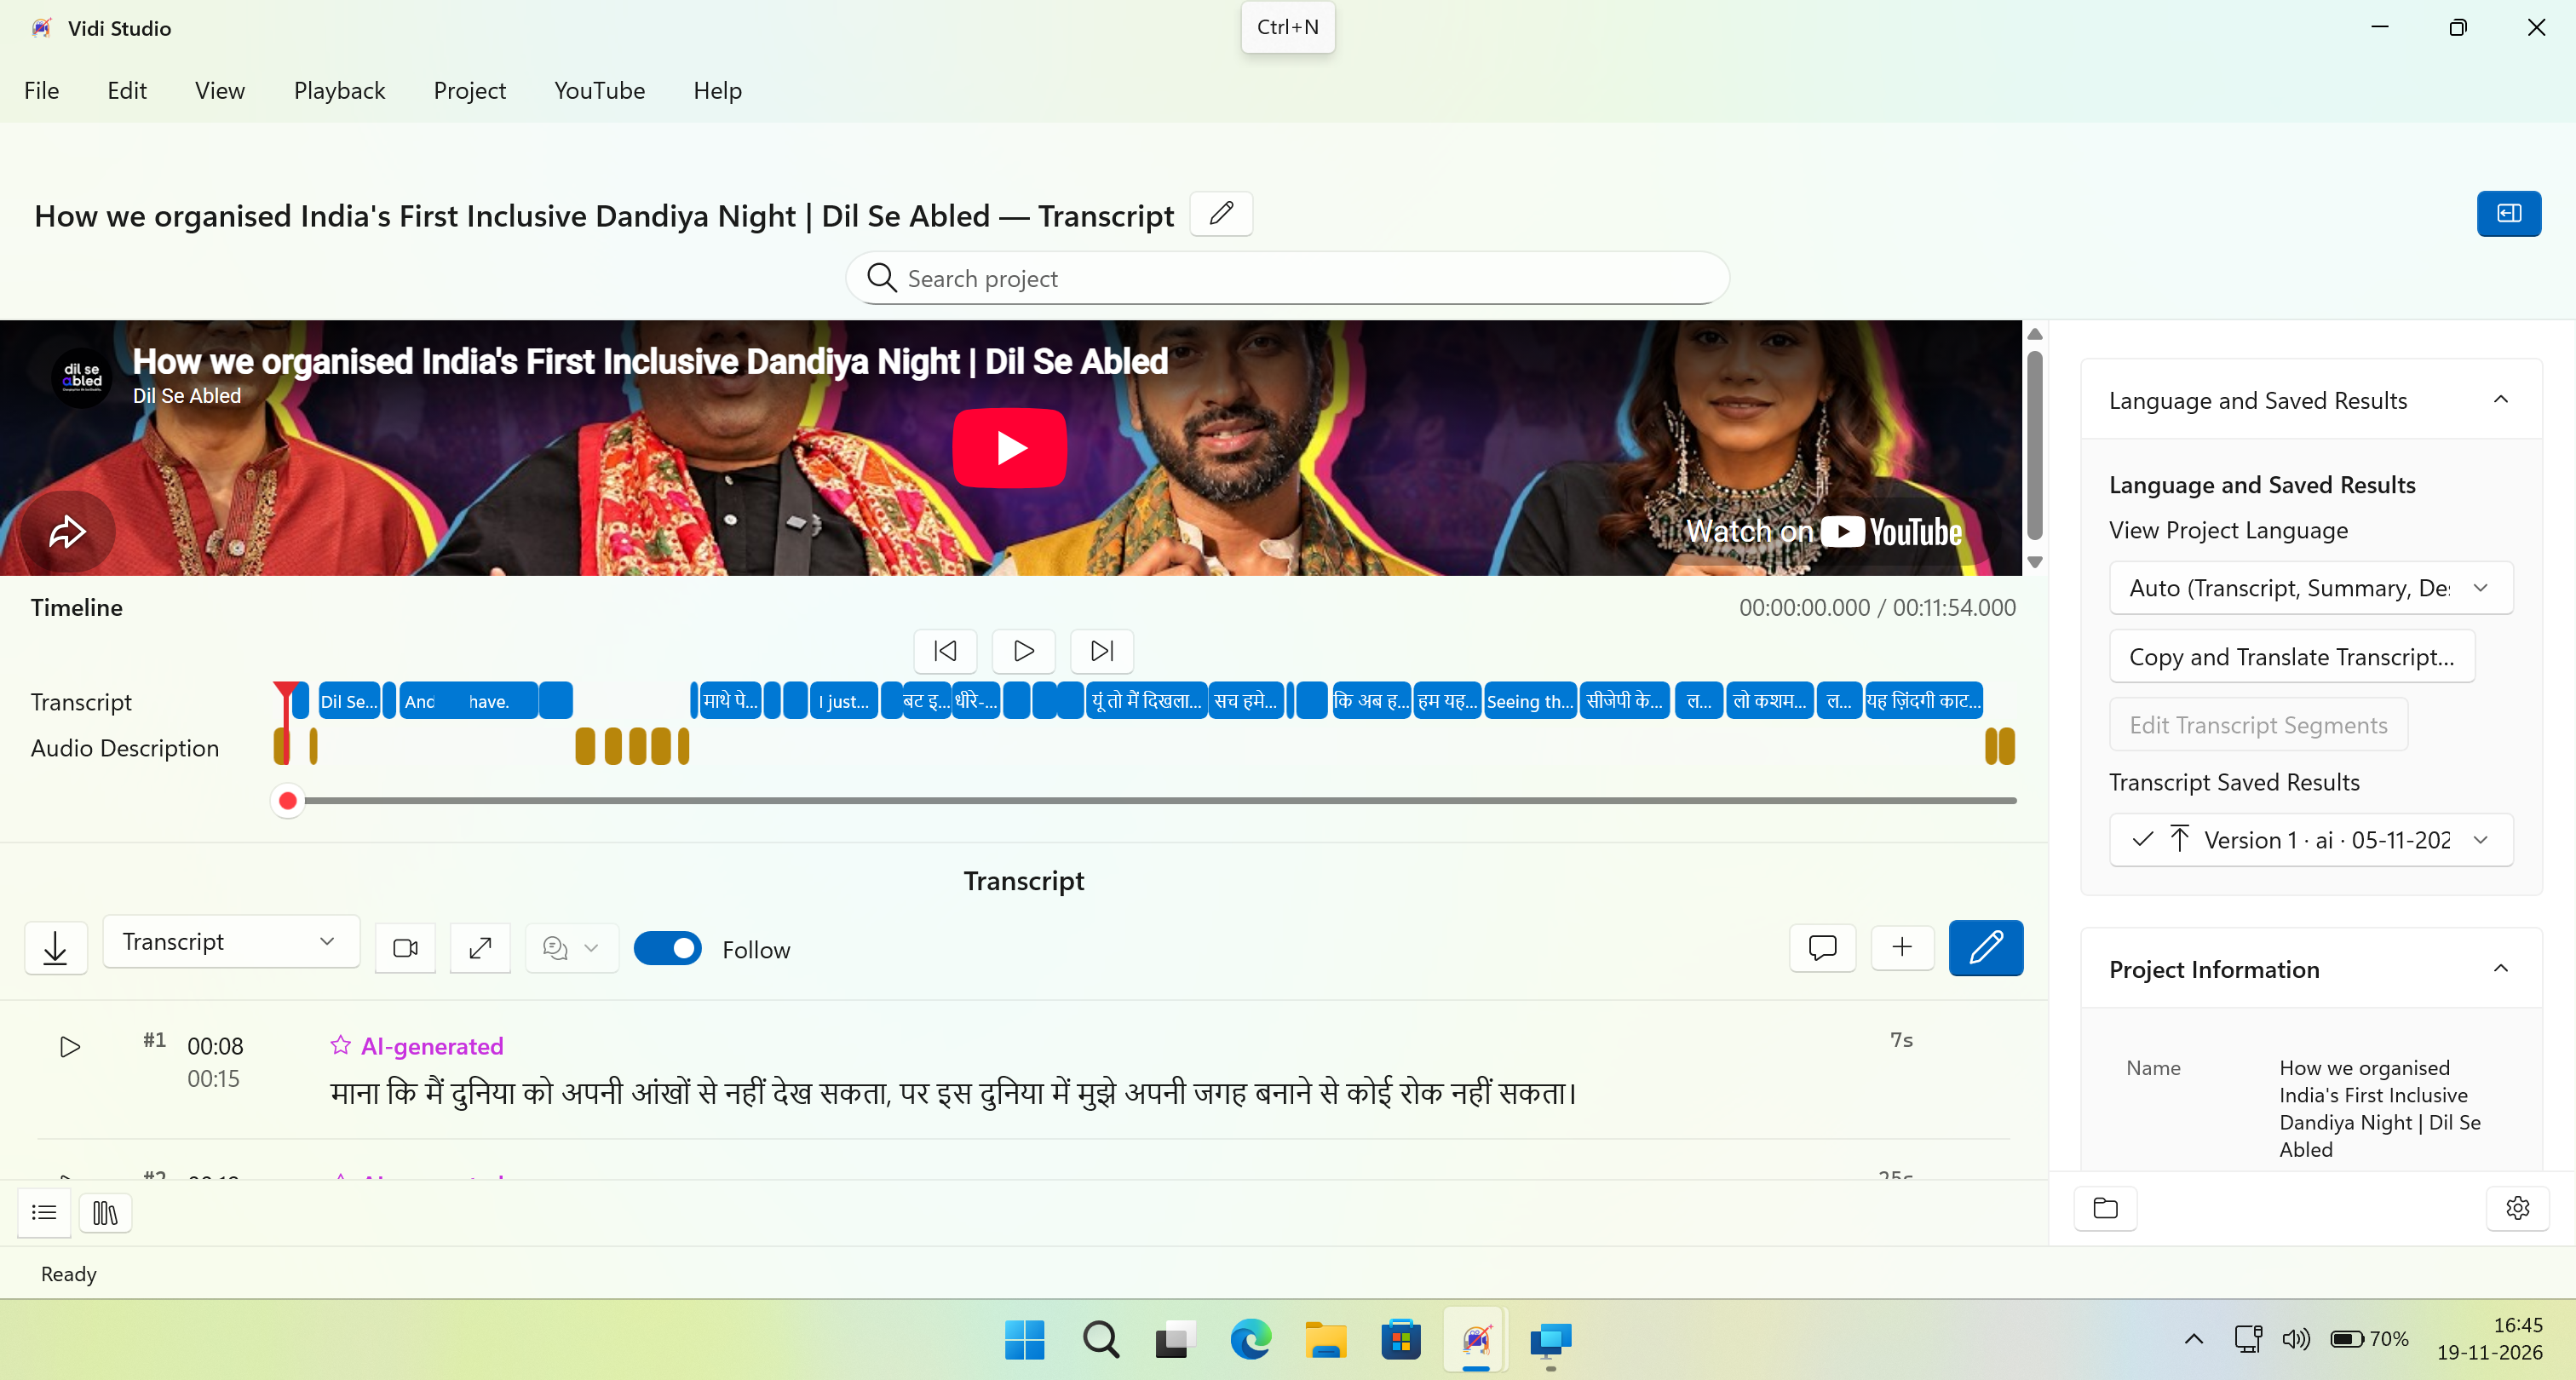 Vidi Studio
Ctrl+N
File Edit View Playback Project YouTube Help
How we organised India's First Inclusive Dandiya Night | Dil Se Abled — Transcript
Search project
dil se
abled
How we organised India's First Inclusive Dandiya Night | Dil Se Abled
Dil Se Abled
Watch on YouTube
Timeline
00:00:00.000 / 00:11:54.000
Transcript
Dil Se... And have. माथे पे... I just... बट इ... धीरे-... यूं तो मैं दिखला... सच हमे... कि अब ह... हम यह... Seeing th... सीजेपी के... ल... लो कशम... ल... यह ज़िंदगी काट...
Audio Description
Transcript
Transcript
Follow
#1 00:08 AI-generated 7s
00:15
माना कि मैं दुनिया को अपनी आंखों से नहीं देख सकता, पर इस दुनिया में मुझे अपनी जगह बनाने से कोई रोक नहीं सकता।
Ready
Language and Saved Results
Language and Saved Results
View Project Language
Auto (Transcript, Summary, Des
Copy and Translate Transcript...
Edit Transcript Segments
Transcript Saved Results
Version 1 · ai · 05-11-202
Project Information
Name
How we organised
India's First Inclusive
Dandiya Night | Dil Se
Abled
70%
16:45
19-11-2026